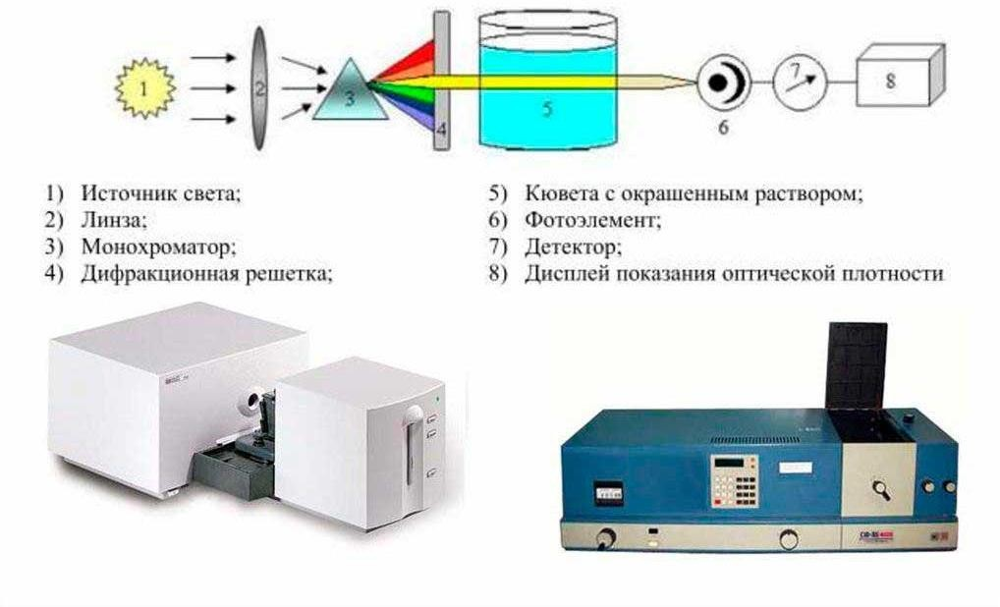 1
2
3
4
5
6
7
8
1) Источник света;
2) Линза;
3) Монохроматор;
4) Дифракционная решетка;
5) Кювета с окрашенным раствором;
6) Фотоэлемент;
7) Детектор;
8) Дисплей показания оптической плотности